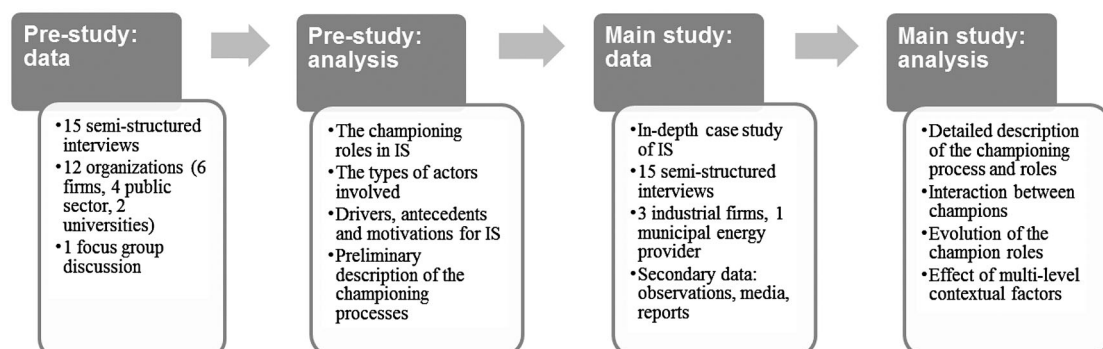 Pre-study:
data
•15 semi-structured
interviews
•12 organizations (6
firms, 4 public
sector, 2
universities)
•1 focus group
discussion
Pre-study:
analysis
•The championing
roles in IS
•The types of actors
involved
•Drivers, antecedents
and motivations for IS
•Preliminary
description of the
championing
processes
Main study:
data
•In-depth case study
of IS
•15 semi-structured
interviews
•3 industrial firms, 1
municipal energy
provider
•Secondary data:
observations, media,
reports
Main study:
analysis
•Detailed description
of the championing
process and roles
•Interaction between
champions
•Evolution of the
champion roles
•Effect of multi-level
contextual factors